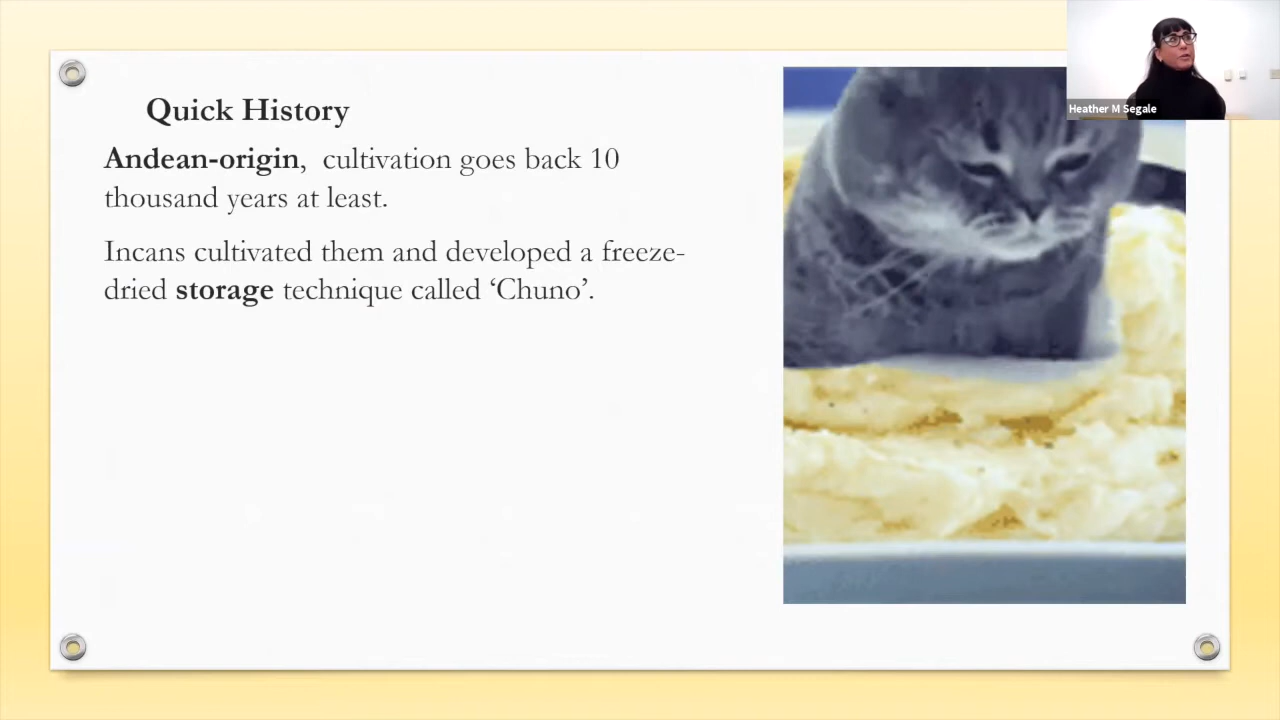 Heather M Segale
Quick History
Andean-origin, cultivation goes back 10
thousand years at least.
Incans cultivated them and developed a freeze-
dried storage technique called ‘Chuno’.